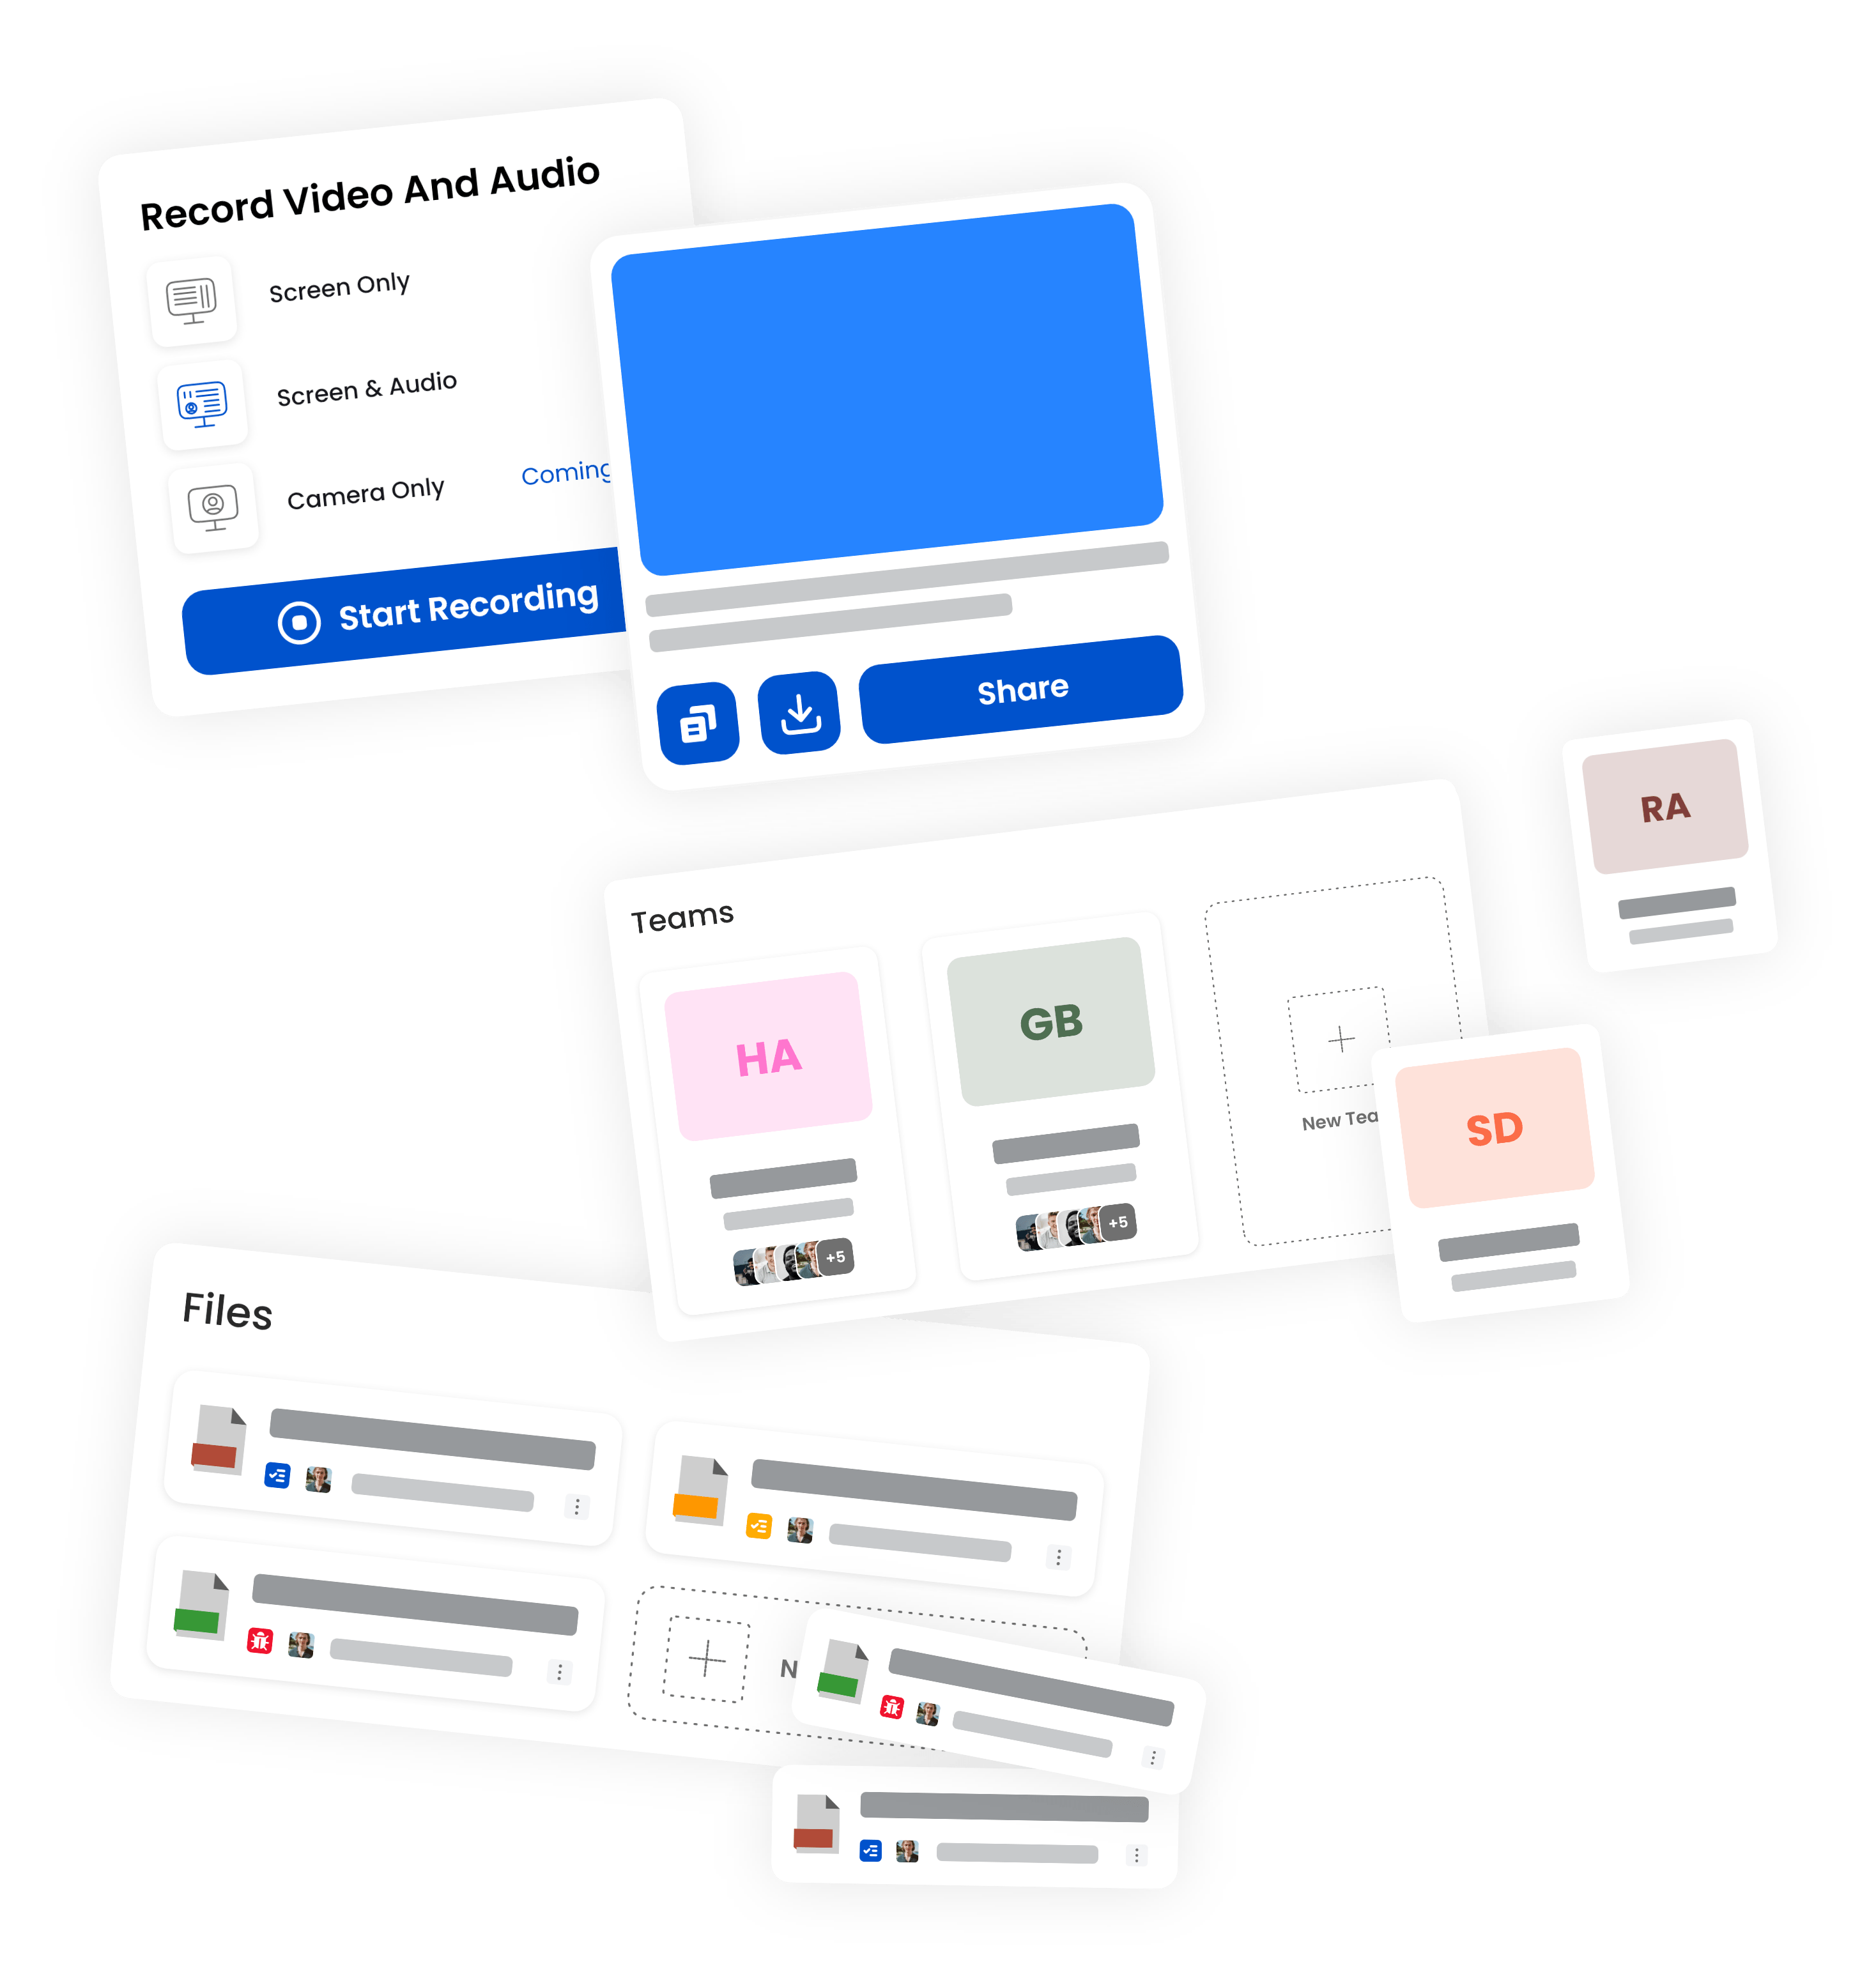 Record Video And Audio
Screen Only
Screen & Audio
Camera Only
Coming
Start Recording
Share
RA
Teams
HA
GB
New Tea
SD
+5
+5
Files
N